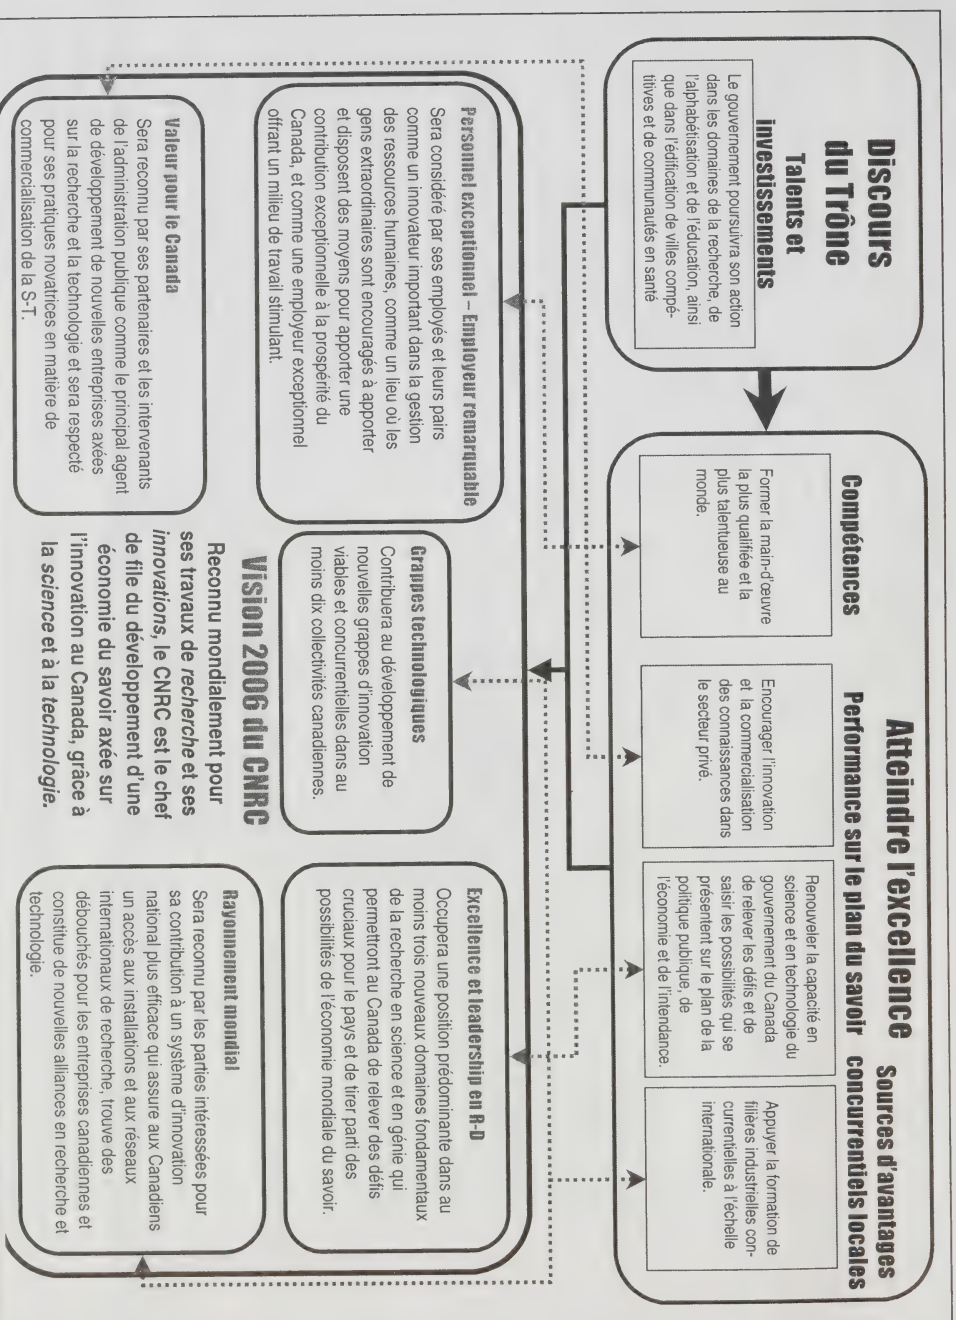 Discours
du Trône
Talents et
investissements
Le gouvernement poursuivra son action
dans les domaines de la recherche, de
l'alphabétisation et de l'éducation, ainsi
que dans l'édification de villes compé-
titives et de communautés en santé
Atteindre l'excellence
Compétences
Performance sur le plan du savoir
Sources d'avantages
concurrentiels locales
Former la main-d'œuvre
la plus qualifiée et la
plus talentueuse au
monde.
Encourager l'innovation
et la commercialisation
des connaissances dans
le secteur privé.
Renouveler la capacité en
science et en technologie du
gouvernement du Canada
de relever les défis et de
saisir les possibilités qui se
présentent sur le plan de la
politique publique, de
l'économie et de l'intendance.
Appuyer la formation de
filières industrielles con-
currentielles à l'échelle
internationale.
Personnel exceptionnel – Employeur remarquable
Sera considéré par ses employés et leurs pairs
comme un innovateur important dans la gestion
des ressources humaines, comme un lieu où les
gens extraordinaires sont encouragés à apporter
et disposent des moyens pour apporter une
contribution exceptionnelle à la prospérité du
Canada, et comme une employeur exceptionnel
offrant un milieu de travail stimulant.
Grappes technologiques
Contribuera au développement de
nouvelles grappes d'innovation
viables et concurrentielles dans au
moins dix collectivités canadiennes.
Excellence et leadership en R-D
Occupera une position prédominante dans au
moins trois nouveaux domaines fondamentaux
de la recherche en science et en génie qui
permettront au Canada de relever des défis
cruciaux pour le pays et de tirer parti des
possibilités de l'économie mondiale du savoir.
Valeur pour le Canada
Sera reconnu par ses partenaires et les intervenants
de l'administration publique comme le principal agent
de développement de nouvelles entreprises axées
sur la recherche et la technologie et sera respecté
pour ses pratiques novatrices en matière de
commercialisation de la S-T.
Vision 2006 du CNRC
Reconnu mondialement pour
ses travaux de recherche et ses
innovations, le CNRC est le chef
de file du développement d'une
économie du savoir axée sur
l'innovation au Canada, grâce à
la science et à la technologie.
Rayonnement mondial
Sera reconnu par les parties intéressées pour
sa contribution à un système d'innovation
national plus efficace qui assure aux Canadiens
un accès aux installations et aux réseaux
internationaux de recherche, trouve des
débouchés pour les entreprises canadiennes et
constitue de nouvelles alliances en recherche et
technologie.